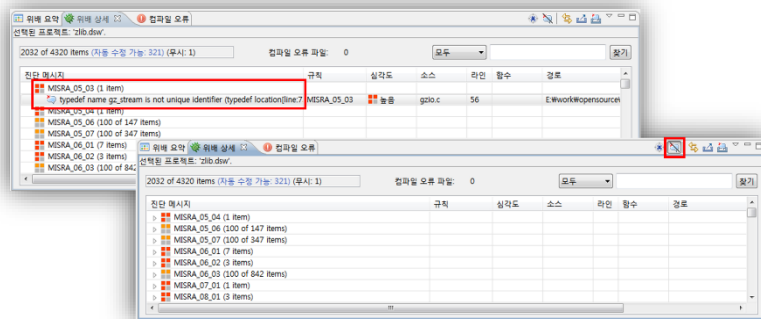 위배 요약 위배 상세 컴파일 오류
선택된 프로젝트: 'zlib.dsw'.
2032 of 4320 items (자동 수정 가능: 321) (무시: 1) 컴파일 오류 파일: 0 모두 찾기
진단 메시지 규칙 심각도 소스 라인 함수 경로
MISRA_05_03 (1 item)
typedef name gz_stream is not unique identifier (typedef location[line:7 MISRA_05_03 높음 gzio.c 56 E:₩work₩opensource₩
MISRA_05_04 (1 item)
MISRA_05_06 (100 of 147 items)
MISRA_05_07 (100 of 347 items)
MISRA_06_01 (7 items)
MISRA_06_02 (3 items)
MISRA_06_03 (100 of 842
위배 요약 위배 상세 컴파일 오류
선택된 프로젝트: 'zlib.dsw'.
2032 of 4320 items (자동 수정 가능: 321) (무시: 1) 컴파일 오류 파일: 0 모두 찾기
진단 메시지 규칙 심각도 소스 라인 함수 경로
MISRA_05_04 (1 item)
MISRA_05_06 (100 of 147 items)
MISRA_05_07 (100 of 347 items)
MISRA_06_01 (7 items)
MISRA_06_02 (3 items)
MISRA_06_03 (100 of 842 items)
MISRA_07_01 (1 item)
MISRA_08_01 (3 items)